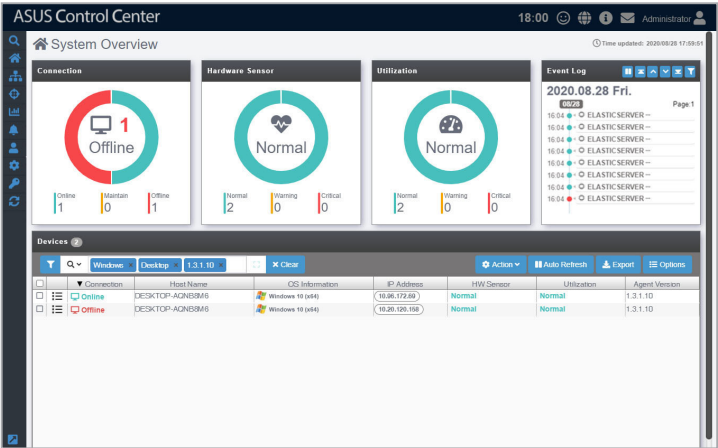 ASUS Control Center
18:00
Administrator
System Overview
Time updated: 2020/08/28 17:59:51
Connection
1
Offline
Online
1
Maintain
0
Offline
1
Hardware Sensor
Normal
Normal
2
Warning
0
Critical
0
Utilization
Normal
Normal
2
Warning
0
Critical
0
Event Log
2020.08.28 Fri.
08/28
Page 1
16:04 ELASTICSERVER --
16:04 ELASTICSERVER --
16:04 ELASTICSERVER --
16:04 ELASTICSERVER --
16:04 ELASTICSERVER --
16:04 ELASTICSERVER --
16:04 ELASTICSERVER --
16:04 ELASTICSERVER --
Devices 2
Windows × Desktop × 1.3.1.10 × × Clear Action Auto Refresh Export Options
▼ Connection Host Name OS Information IP Address HW Sensor Utilization Agent Version
Online DESKTOP-AQNB8M6 Windows 10 (x64) 10.96.172.69 Normal Normal 1.3.1.10
Offline DESKTOP-AQNB8M6 Windows 10 (x64) 10.20.120.158 Normal Normal 1.3.1.10